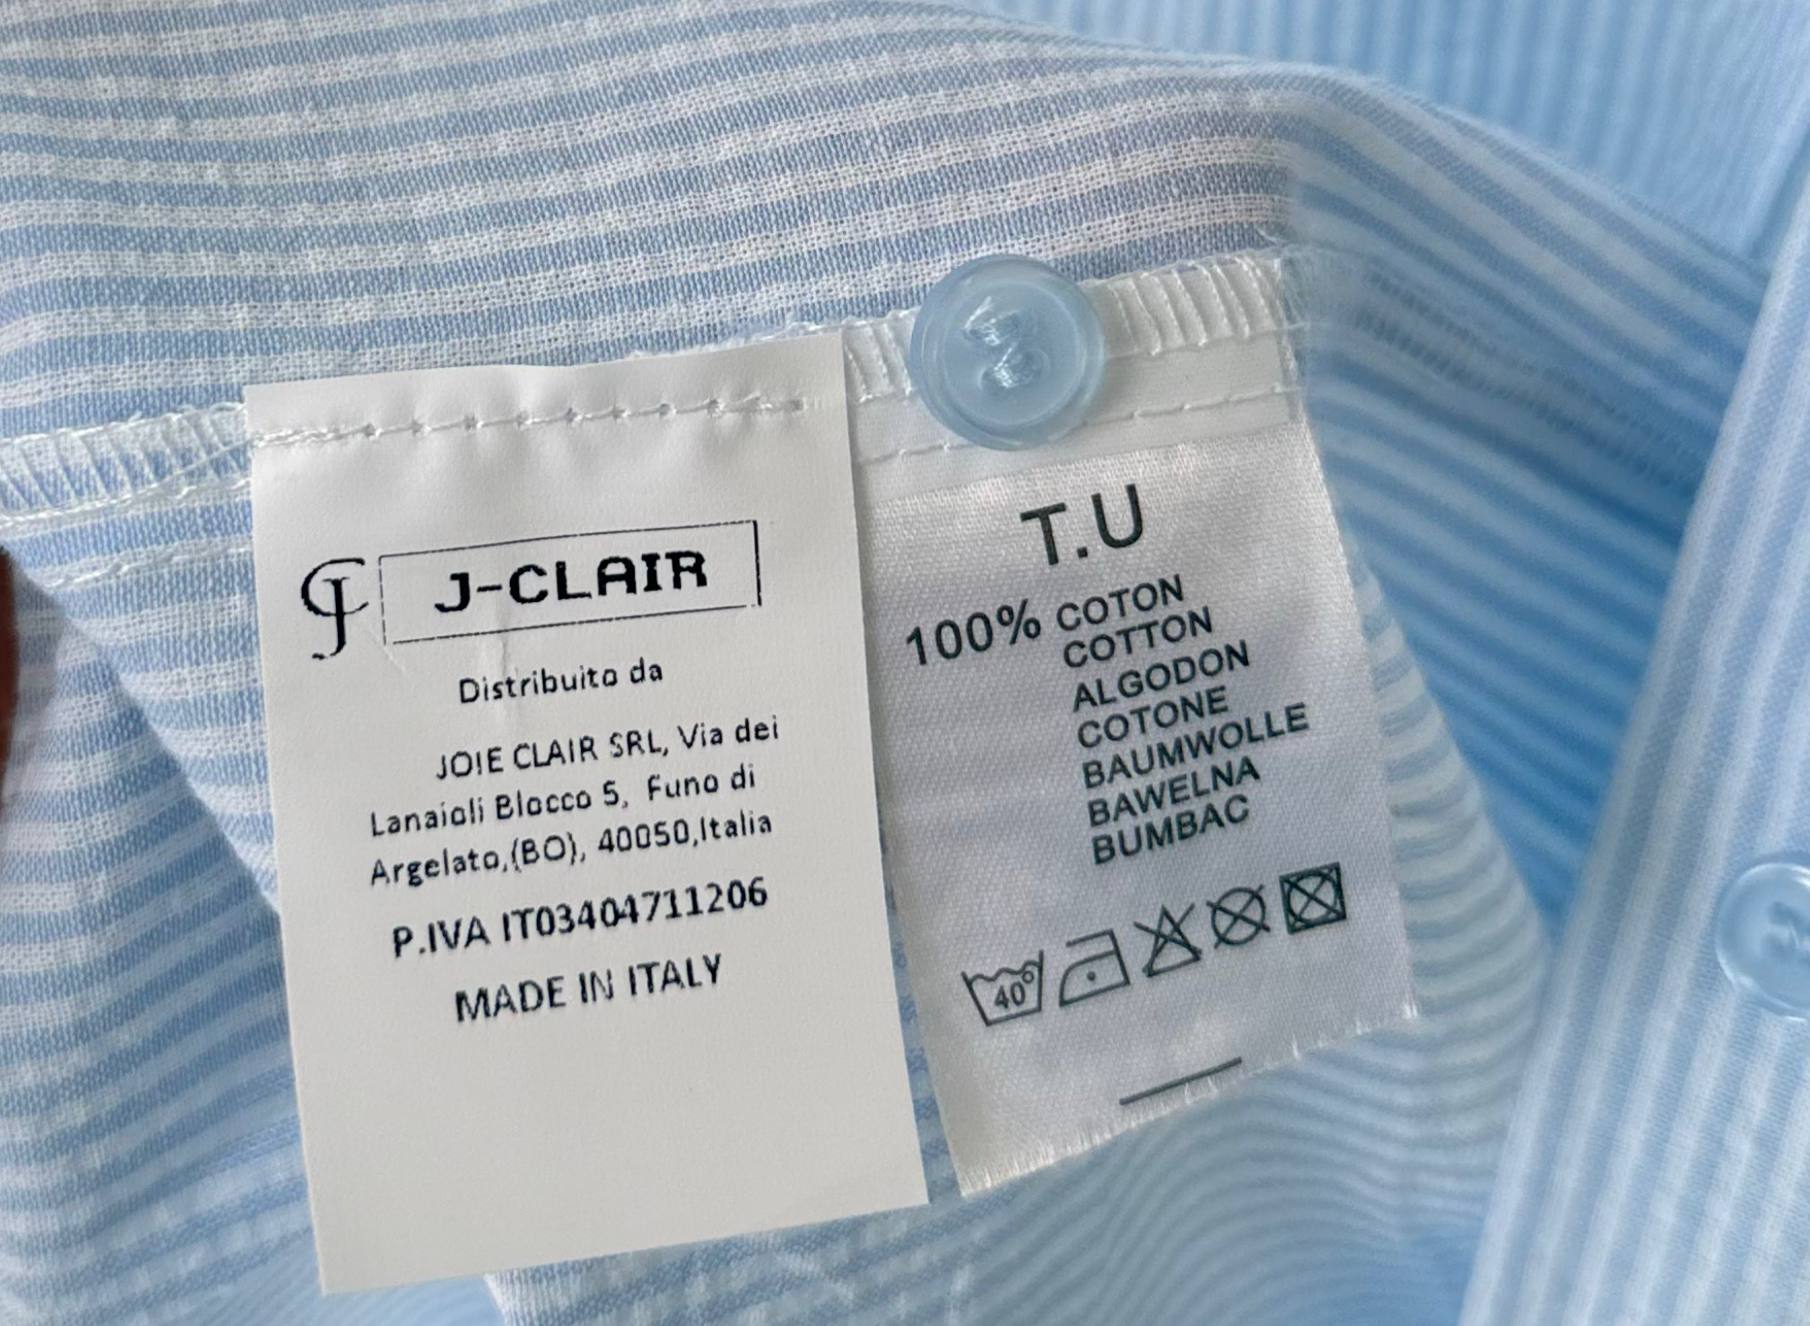 CJ J-CLAIR
Distribuito da
JOIE CLAIR SRL, Via dei
Lanaioli Blocco 5, Funo di
Argelato,(BO), 40050,Italia
P.IVA IT03404711206
MADE IN ITALY
T.U
100% COTON
COTTON
ALGODON
COTONE
BAUMWOLLE
BAWELNA
BUMBAC
40°